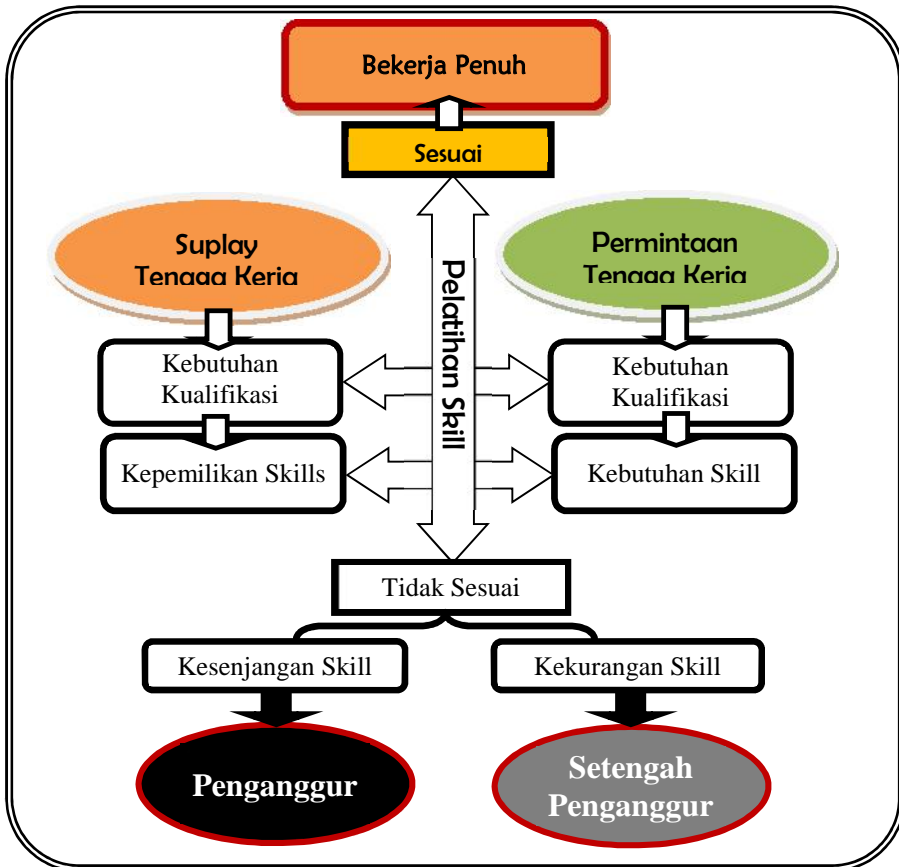 Bekerja Penuh
Sesuai
Suplay
Tenaga Kerja
Permintaan
Tenaga Kerja
Pelatihan Skill
Kebutuhan
Kualifikasi
Kebutuhan
Kualifikasi
Kepemilikan Skills
Kebutuhan Skill
Tidak Sesuai
Kesenjangan Skill
Kekurangan Skill
Penganggur
Setengah
Penganggur